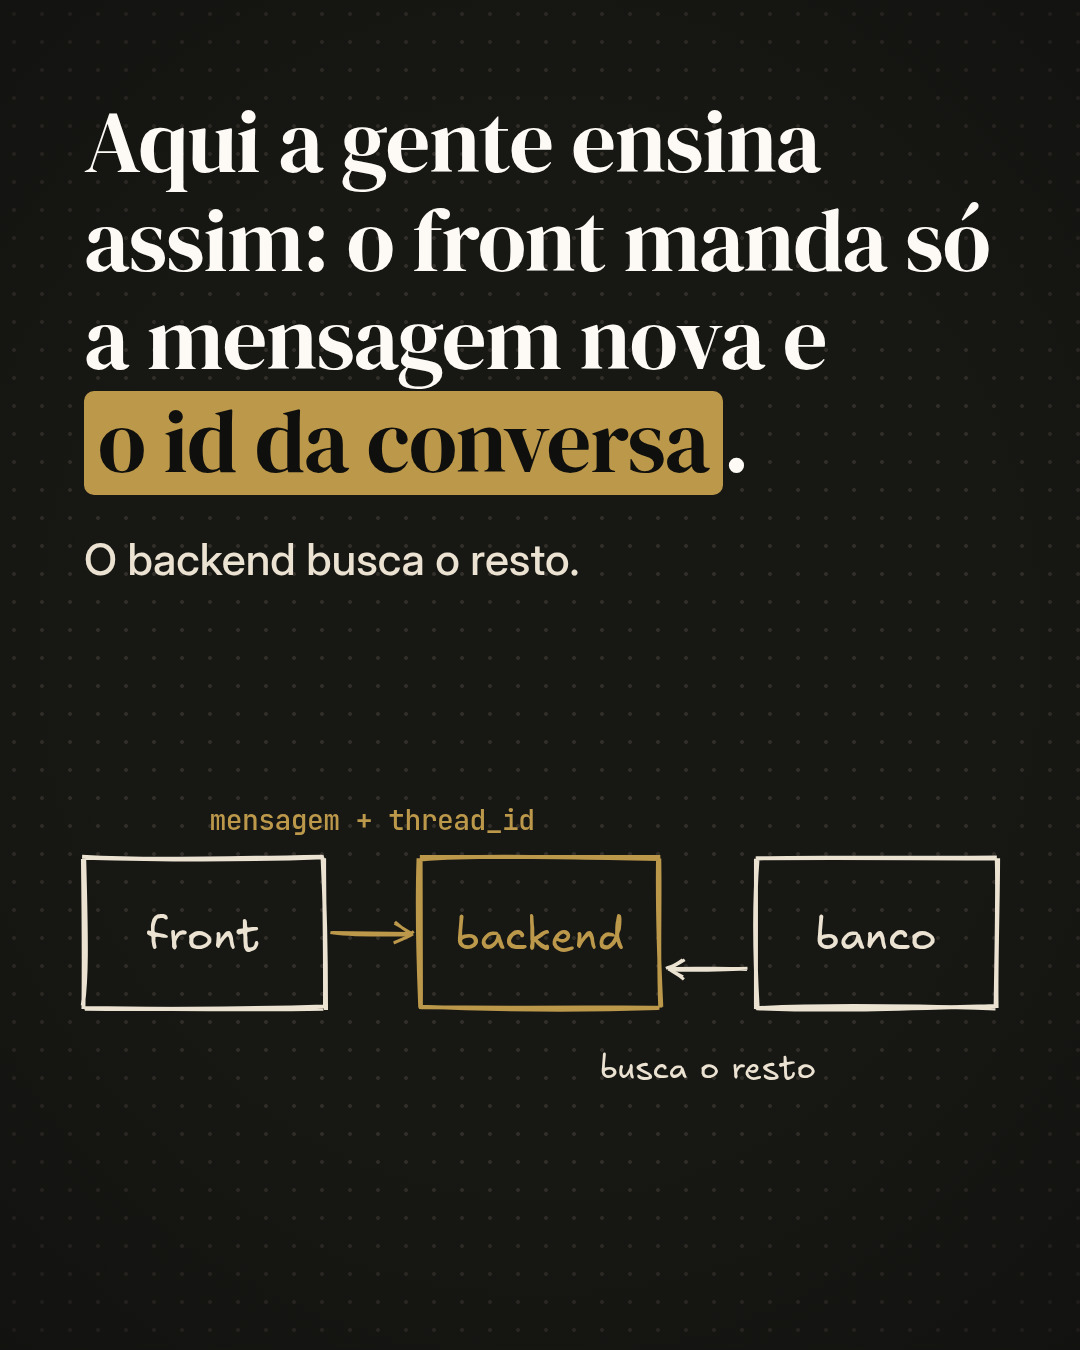 Aqui a gente ensina
assim: o front manda só
a mensagem nova e
o id da conversa.
O backend busca o resto.
mensagem + thread_id
front
backend
banco
busca o resto